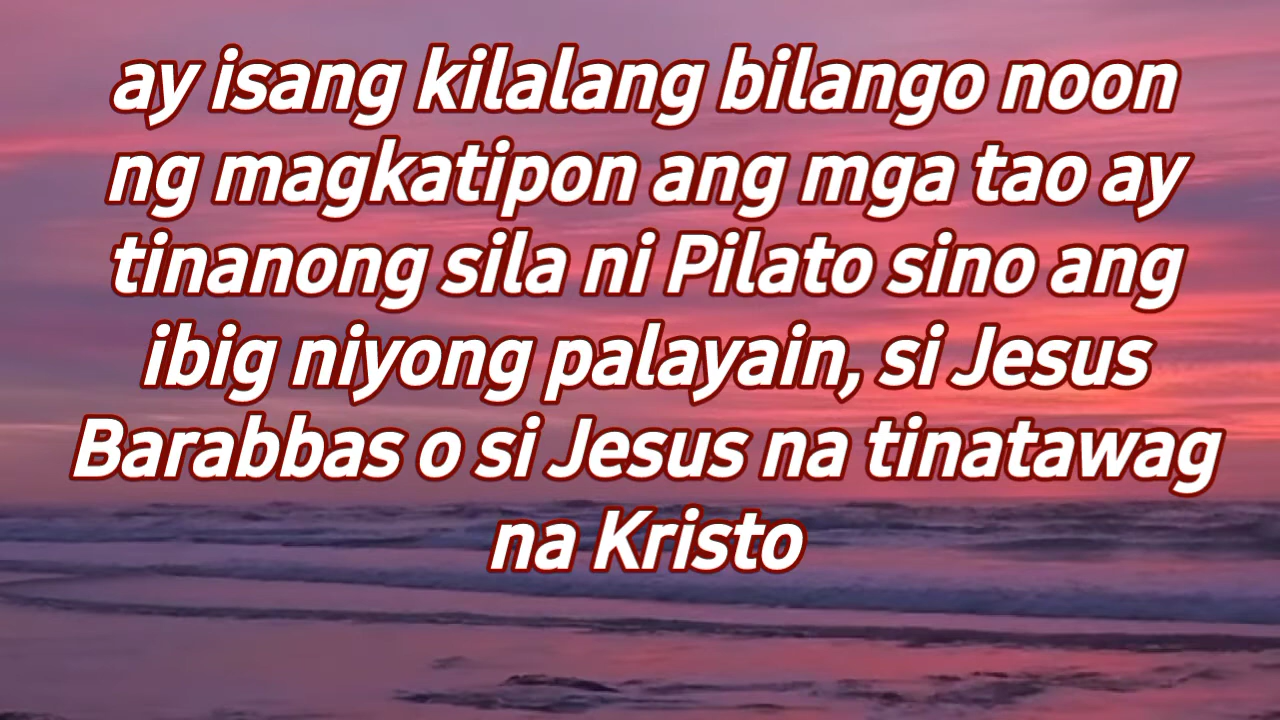 ay isang kilalang bilango noon
ng magkatipon ang mga tao ay
tinanong sila ni Pilato sino ang
ibig niyong palayain, si Jesus
Barabbas o si Jesus na tinatawag
na Kristo